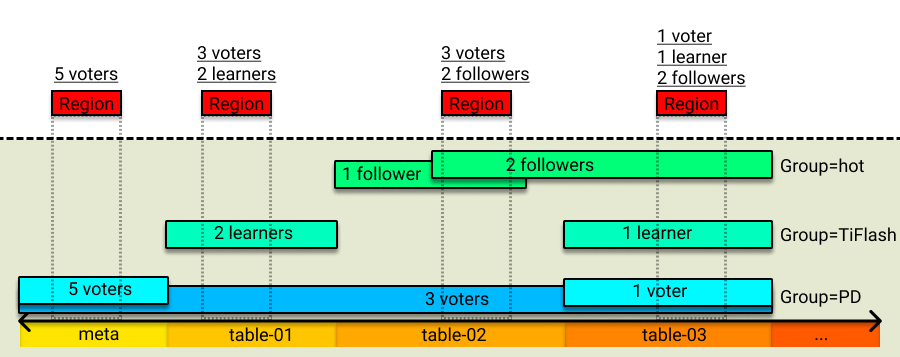 5 voters
3 voters
2 learners
3 voters
2 followers
1 voter
1 learner
2 followers
Region
Region
Region
Region
1 follower
2 followers
Group=hot
2 learners
1 learner
Group=TiFlash
5 voters
3 voters
1 voter
Group=PD
meta
table-01
table-02
table-03
...